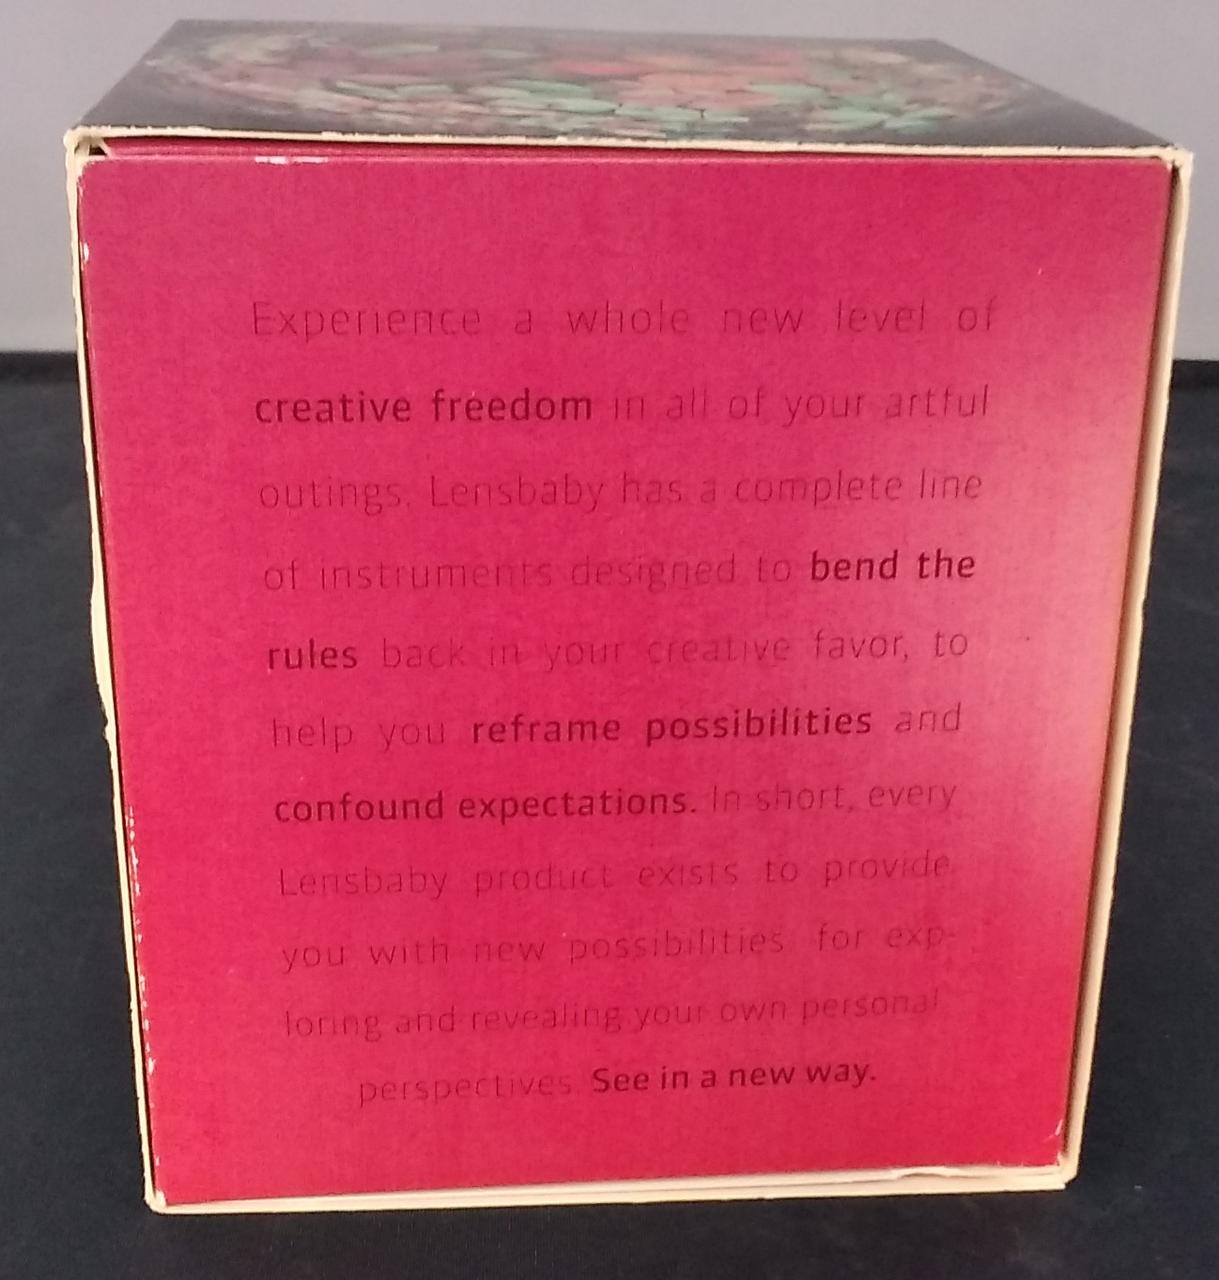 Experience a whole new level of
creative freedom in all of your artful
outings. Lensbaby has a complete line
of instruments designed to bend the
rules back in your creative favor, to
help you reframe possibilities and
confound expectations. In short, every
Lensbaby product exists to provide
you with new possibilities for exp-
loring and revealing your own personal
perspectives. See in a new way.